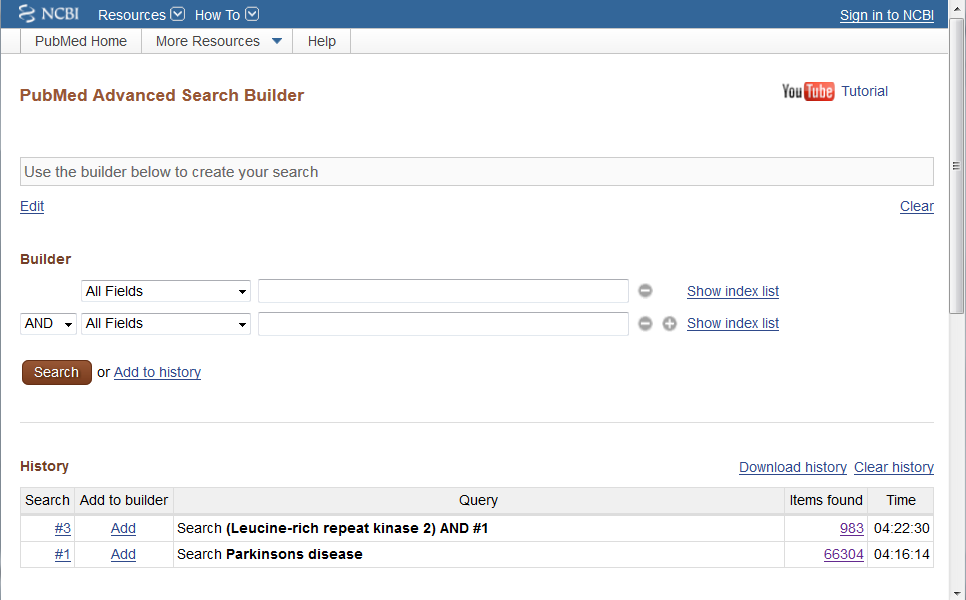 NCBI Resources How To Sign in to NCBI
PubMed Home More Resources Help
PubMed Advanced Search Builder
YouTube Tutorial
Use the builder below to create your search
Edit Clear
Builder
All Fields Show index list
AND All Fields Show index list
Search or Add to history
History Download history Clear history
Search Add to builder Query Items found Time
#3 Add Search (Leucine-rich repeat kinase 2) AND #1 983 04:22:30
#1 Add Search Parkinsons disease 66304 04:16:14